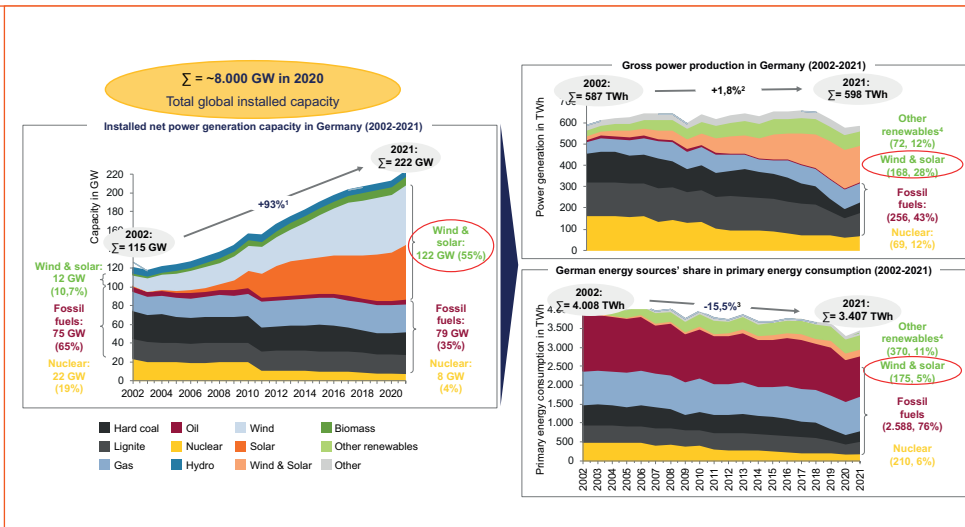 ∑ = ~8.000 GW in 2020
Total global installed capacity
Installed net power generation capacity in Germany (2002-2021)
2021:
∑= 222 GW
+93%¹
2002:
∑= 115 GW
Capacity in GW
220
200
180
160
140
120
100
80
60
40
20
0
2002
2004
2006
2008
2010
2012
2014
2016
2018
2020
Wind & solar:
12 GW
(10,7%)
Fossil
fuels:
75 GW
(65%)
Nuclear:
22 GW
(19%)
Wind &
solar:
122 GW (55%)
Fossil
fuels:
79 GW
(35%)
Nuclear:
8 GW
(4%)
Hard coal
Oil
Wind
Biomass
Lignite
Nuclear
Solar
Other renewables
Gas
Hydro
Wind & Solar
Other
Gross power production in Germany (2002-2021)
2002:
∑= 587 TWh
+1,8%²
2021:
∑= 598 TWh
Power generation in TWh
700
600
500
400
300
200
100
0
Other
renewables⁴
(72, 12%)
Wind & solar
(168, 28%)
Fossil
fuels:
(256, 43%)
Nuclear:
(69, 12%)
German energy sources' share in primary energy consumption (2002-2021)
2002:
∑= 4.008 TWh
-15,5%³
2021:
∑= 3.407 TWh
Primary energy consumption in TWh
3.500
3.000
2.500
2.000
1.500
1.000
500
0
2002
2003
2004
2005
2006
2007
2008
2009
2010
2011
2012
2013
2014
2015
2016
2017
2018
2019
2020
2021
Other
renewables⁴
(370, 11%)
Wind & solar
(175, 5%)
Fossil
fuels
(2.588, 76%)
Nuclear
(210, 6%)